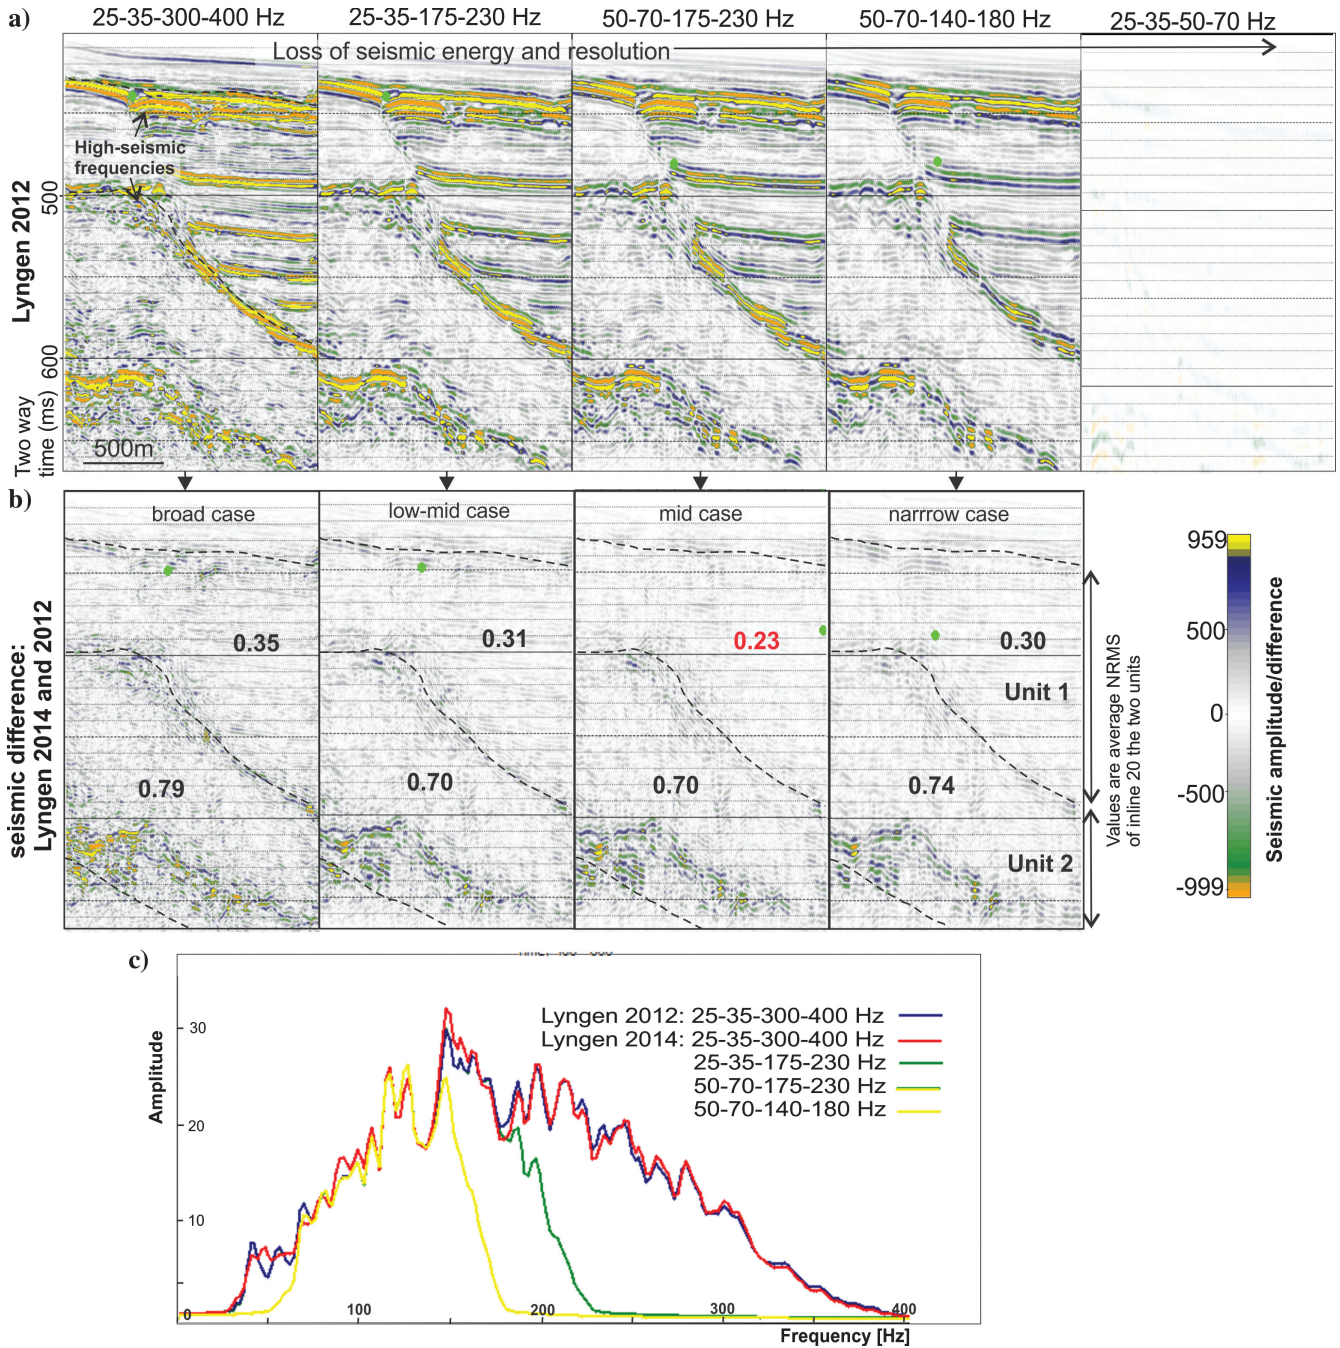 a)
25-35-300-400 Hz
25-35-175-230 Hz
50-70-175-230 Hz
50-70-140-180 Hz
25-35-50-70 Hz
Loss of seismic energy and resolution
High-seismic
frequencies
Lyngen 2012
500
600
Two way
time (ms)
500m
b)
broad case
low-mid case
mid case
narrrow case
seismic difference:
Lyngen 2014 and 2012
0.35
0.31
0.23
0.30
Unit 1
0.79
0.70
0.70
0.74
Unit 2
Values are average NRMS
of inline 20 the two units
959
500
0
-500
-999
Seismic amplitude/difference
c)
Lyngen 2012: 25-35-300-400 Hz
Lyngen 2014: 25-35-300-400 Hz
25-35-175-230 Hz
50-70-175-230 Hz
50-70-140-180 Hz
Amplitude
30
20
10
0
100
200
300
400
Frequency [Hz]